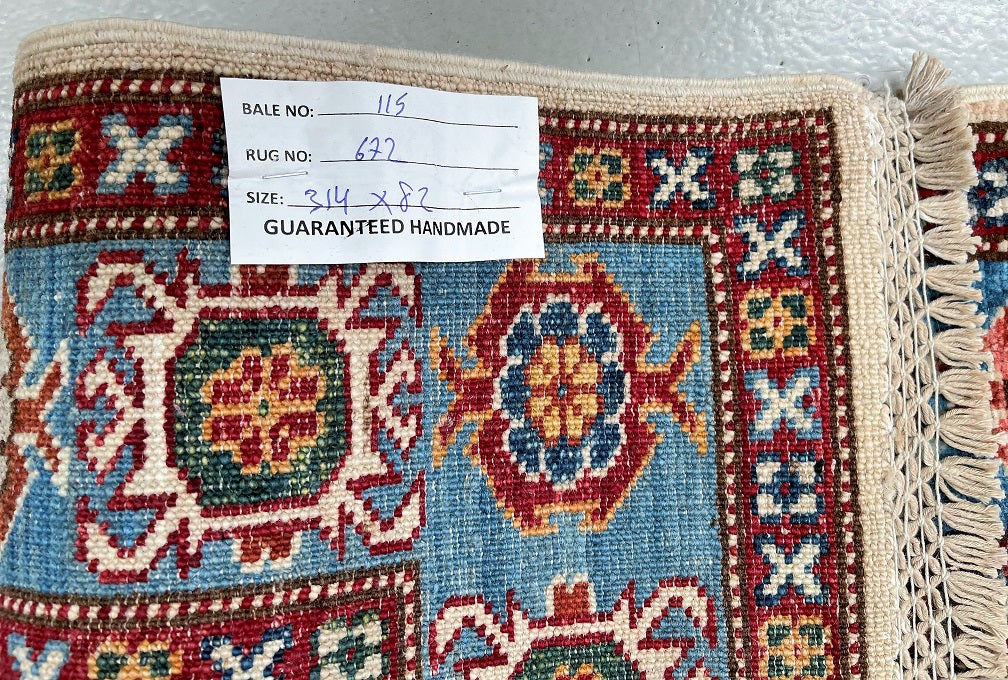 BALE NO: 115
RUG NO: 672
SIZE: 314 x 82
GUARANTEED HANDMADE